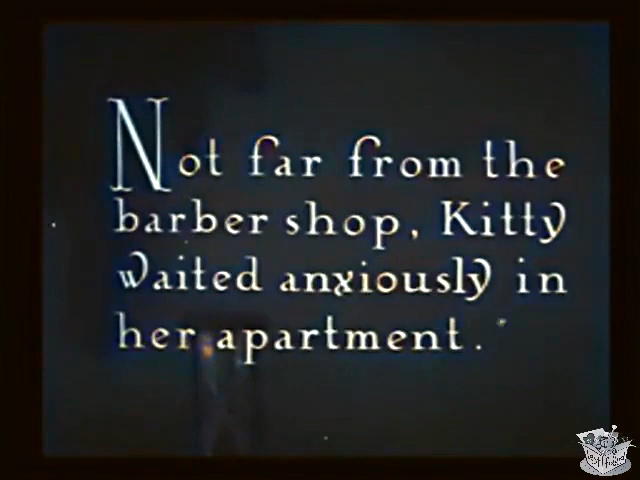 Not far from the
barber shop, Kitty
waited anxiously in
her apartment.